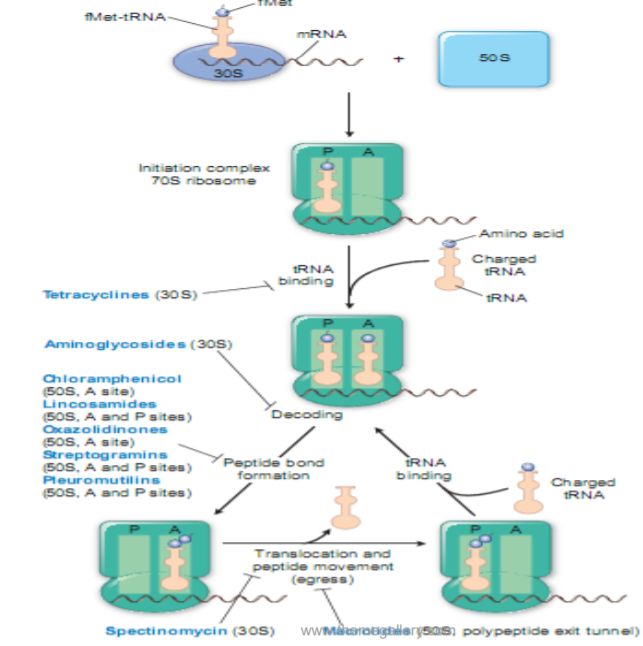 fMet
fMet-tRNA
mRNA
30S
+
50S
P A
Initiation complex
70S ribosome
Amino acid
Charged
tRNA
tRNA
tRNA
binding
Tetracyclines (30S)
P A
Aminoglycosides (30S)
Chloramphenicol
(50S, A site)
Lincosamides
(50S, A and P sites)
Oxazolidinones
(50S, A site)
Streptogramins
(50S, A and P sites)
Pleuromutilins
(50S, A and P sites)
Decoding
Peptide bond
formation
tRNA
binding
Charged
tRNA
P A
P A
Translocation and
peptide movement
(egress)
Spectinomycin (30S)
(50S, polypeptide exit tunnel)